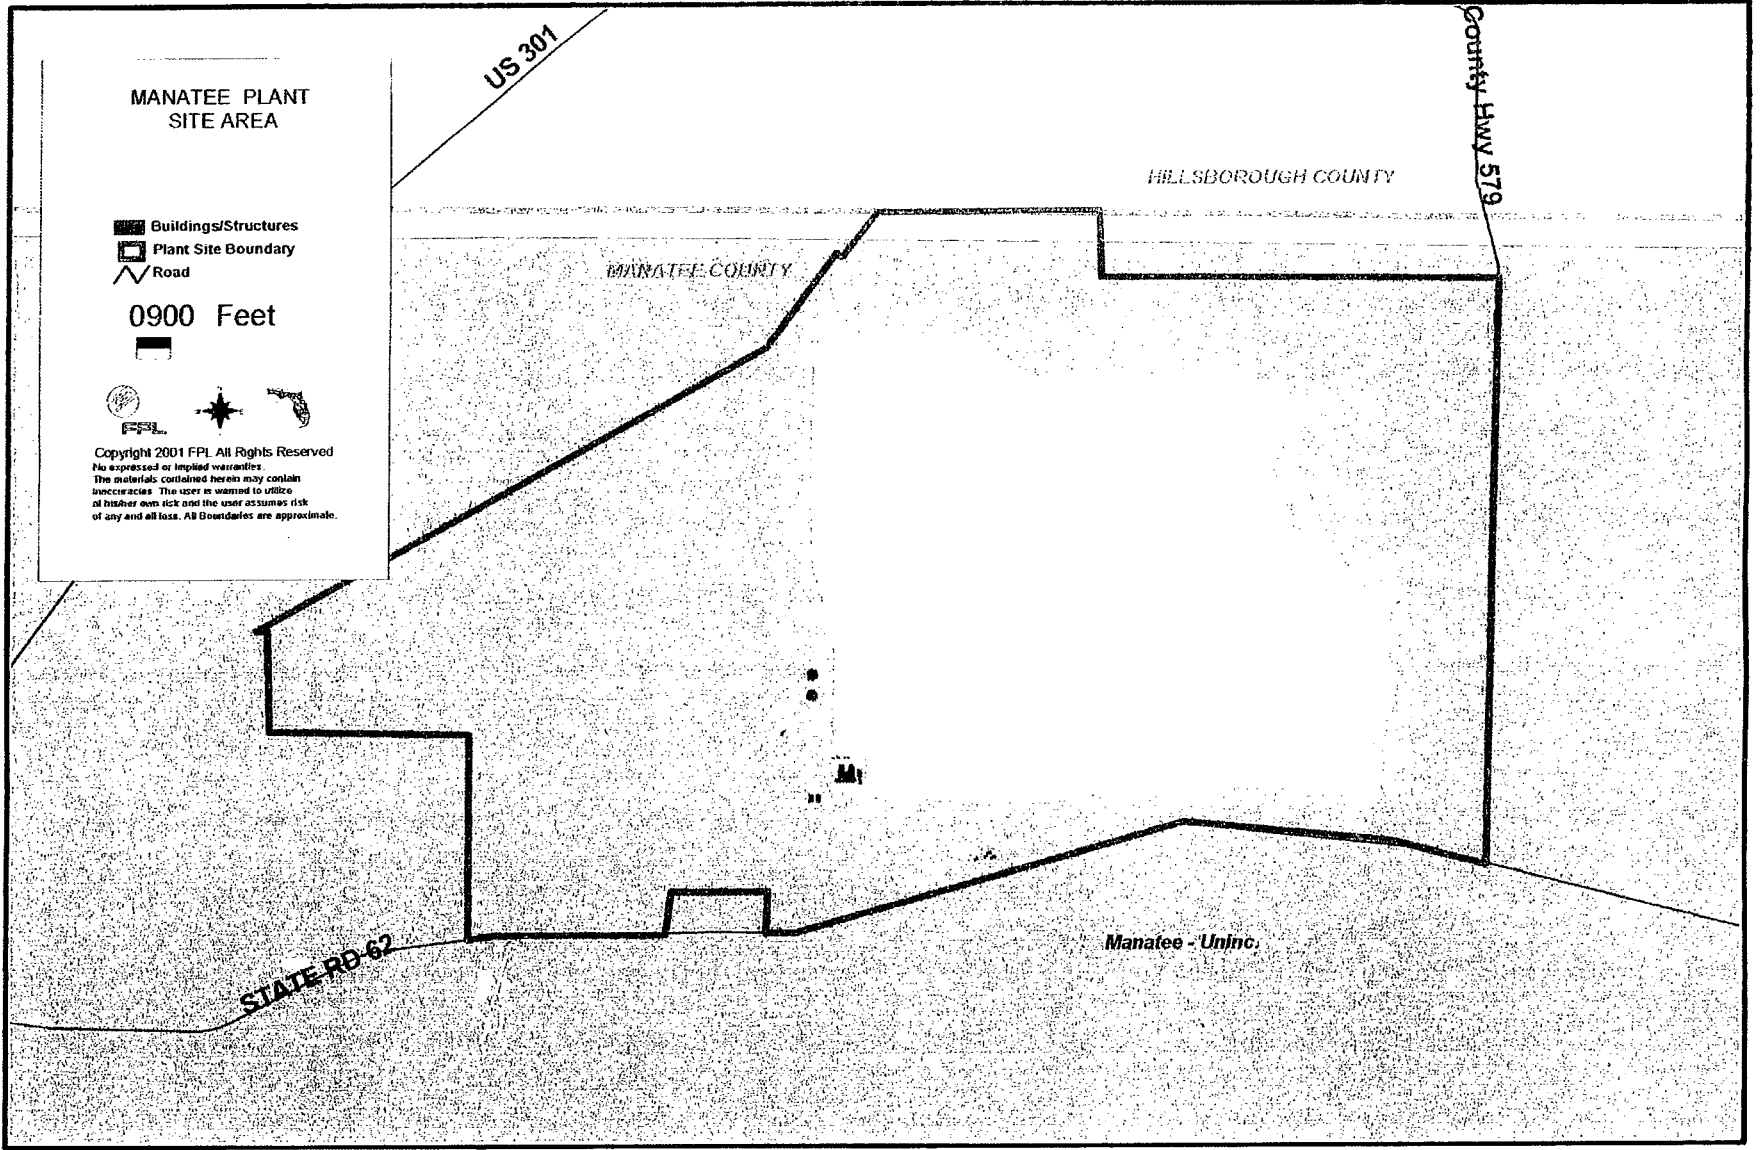 MANATEE PLANT
SITE AREA
Buildings/Structures
Plant Site Boundary
Road
0900 Feet
FPL
Copyright 2001 FPL All Rights Reserved
No expressed or implied warranties.
The materials contained herein may contain
inaccuracies. The user is warned to utilize
at his/her own risk and the user assumes risk
of any and all loss. All Boundaries are approximate.
US 301
County Hwy 579
HILLSBOROUGH COUNTY
MANATEE COUNTY
STATE RD 62
Manatee - Uninc.